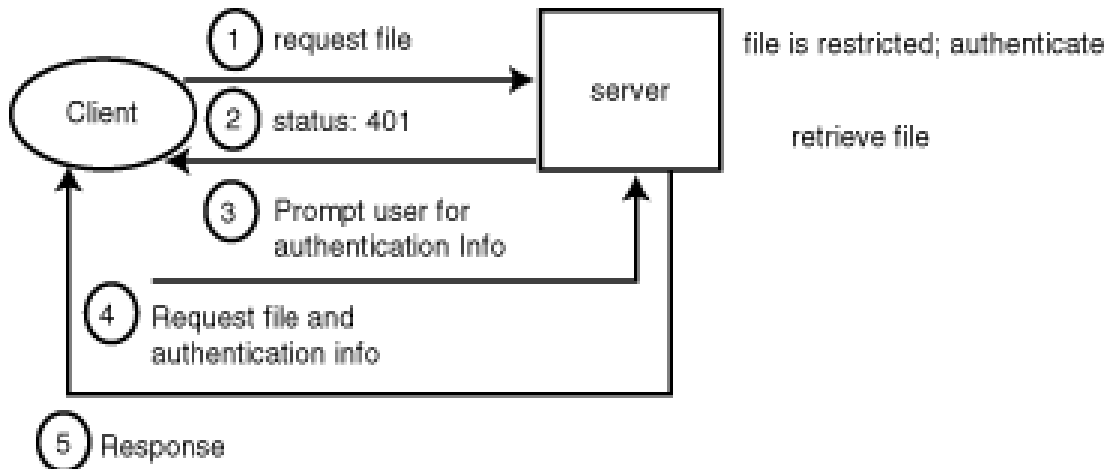 1 request file
file is restricted; authenticate
Client
server
2 status: 401
retrieve file
3 Prompt user for
authentication Info
4 Request file and
authentication info
5 Response